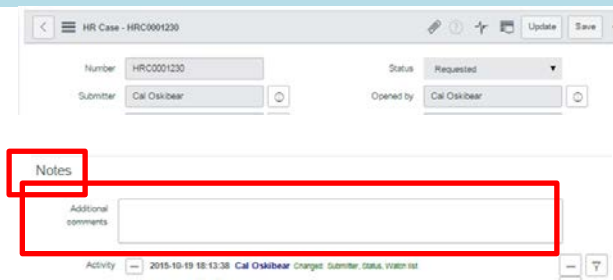 HR Case - HRC0001230 Update Save
Number HRC0001230 Status Requested
Submitter Cal Oskibear Opened by Cal Oskibear
Notes
Additional
comments
Activity 2015-10-19 18:13:38 Cal Oskibear Changed: Submitter, Status, Watch list